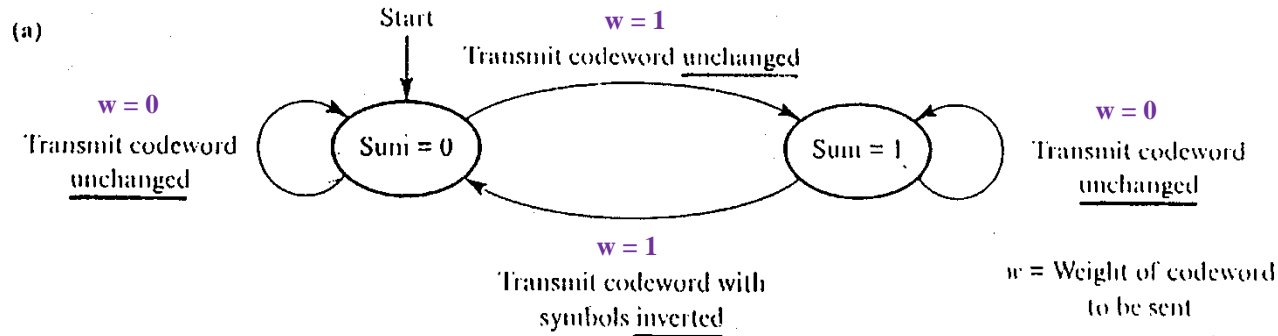 (a)
Start
w = 1
Transmit codeword unchanged
w = 0
Transmit codeword
unchanged
Sum = 0
Sum = 1
w = 0
Transmit codeword
unchanged
w = 1
Transmit codeword with
symbols inverted
w = Weight of codeword
to be sent